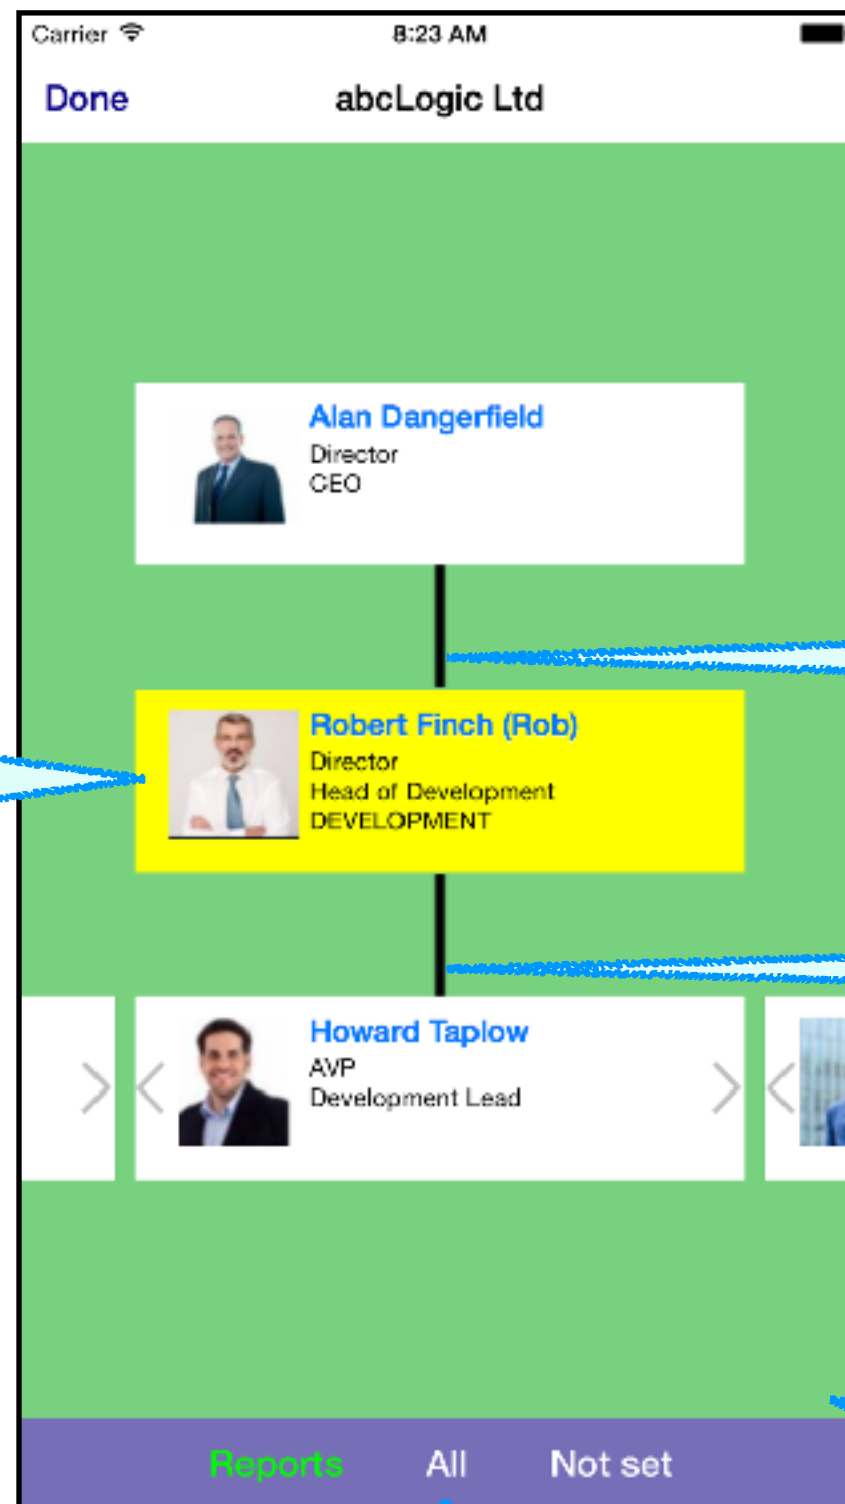 Carrier
8:23 AM
Done
abcLogic Ltd
Alan Dangerfield
Director
CEO
Robert Finch (Rob)
Director
Head of Development
DEVELOPMENT
Howard Taplow
AVP
Development Lead
Reports
All
Not set